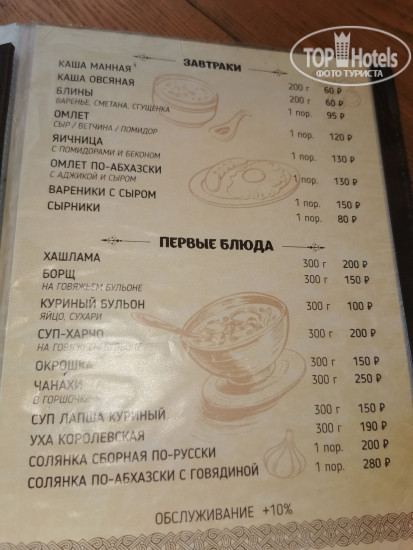 TOP Hotels
ФОТО ТУРИСТА
ЗАВТРАКИ
КАША МАННАЯ 200 г 60 ₽
КАША ОВСЯНАЯ 200 г 60 ₽
БЛИНЫ 1 пор. 95 ₽
ВАРЕНЬЕ, СМЕТАНА, СГУЩЕНКА
ОМЛЕТ 1 пор. 120 ₽
СЫР / ВЕТЧИНА / ПОМИДОР
ЯИЧНИЦА 1 пор. 130 ₽
С ПОМИДОРАМИ И БЕКОНОМ
ОМЛЕТ ПО-АБХАЗСКИ 1 пор. 130 ₽
С АДЖИКОЙ И СЫРОМ
ВАРЕНИКИ С СЫРОМ 1 пор. 150 ₽
СЫРНИКИ 1 пор. 80 ₽
ПЕРВЫЕ БЛЮДА
ХАШЛАМА 300 г 200 ₽
БОРЩ 300 г 150 ₽
НА ГОВЯЖЬЕМ БУЛЬОНЕ
КУРИНЫЙ БУЛЬОН 300 г 100 ₽
ЯЙЦО, СУХАРИ
СУП-ХАРЧО 300 г 200 ₽
НА ГОВЯЖЬЕМ БУЛЬОНЕ
ОКРОШКА 300 г 150 ₽
ЧАНАХИ 300 г 250 ₽
В ГОРШОЧКЕ
СУП ЛАПША КУРИНЫЙ 300 г 150 ₽
УХА КОРОЛЕВСКАЯ 300 г 190 ₽
СОЛЯНКА СБОРНАЯ ПО-РУССКИ 1 пор. 200 ₽
СОЛЯНКА ПО-АБХАЗСКИ С ГОВЯДИНОЙ 1 пор. 280 ₽
ОБСЛУЖИВАНИЕ +10%